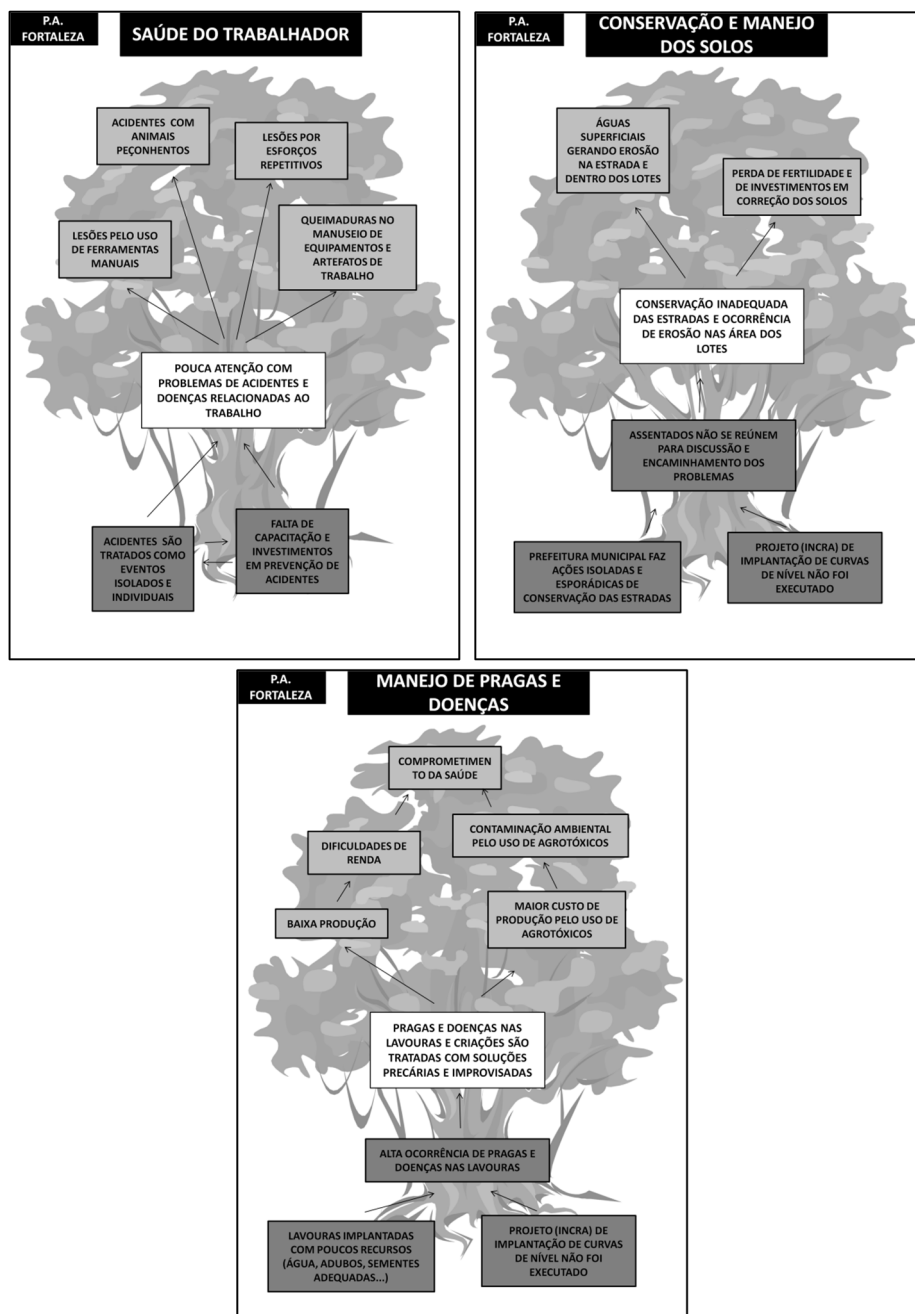 P.A.
FORTALEZA
SAÚDE DO TRABALHADOR
ACIDENTES COM
ANIMAIS
PEÇONHENTOS
LESÕES POR
ESFORÇOS
REPETITIVOS
LESÕES PELO USO
DE FERRAMENTAS
MANUAIS
QUEIMADURAS NO
MANUSEIO DE
EQUIPAMENTOS E
ARTEFATOS DE
TRABALHO
POUCA ATENÇÃO COM
PROBLEMAS DE ACIDENTES E
DOENÇAS RELACIONADAS AO
TRABALHO
ACIDENTES SÃO
TRATADOS COMO
EVENTOS
ISOLADOS E
INDIVIDUAIS
FALTA DE
CAPACITAÇÃO E
INVESTIMENTOS
EM PREVENÇÃO DE
ACIDENTES
P.A.
FORTALEZA
CONSERVAÇÃO E MANEJO
DOS SOLOS
ÁGUAS
SUPERFICIAIS
GERANDO EROSÃO
NA ESTRADA E
DENTRO DOS LOTES
PERDA DE FERTILIDADE E
DE INVESTIMENTOS EM
CORREÇÃO DOS SOLOS
CONSERVAÇÃO INADEQUADA
DAS ESTRADAS E OCORRÊNCIA
DE EROSÃO NAS ÁREA DOS
LOTES
ASSENTADOS NÃO SE REÚNEM
PARA DISCUSSÃO E
ENCAMINHAMENTO DOS
PROBLEMAS
PREFEITURA MUNICIPAL FAZ
AÇÕES ISOLADAS E
ESPORÁDICAS DE
CONSERVAÇÃO DAS ESTRADAS
PROJETO (INCRA) DE
IMPLANTAÇÃO DE CURVAS
DE NÍVEL NÃO FOI
EXECUTADO
P.A.
FORTALEZA
MANEJO DE PRAGAS E
DOENÇAS
COMPROMETIMEN
TO DA SAÚDE
DIFICULDADES DE
RENDA
CONTAMINAÇÃO AMBIENTAL
PELO USO DE AGROTÓXICOS
BAIXA PRODUÇÃO
MAIOR CUSTO DE
PRODUÇÃO PELO USO DE
AGROTÓXICOS
PRAGAS E DOENÇAS NAS
LAVOURAS E CRIAÇÕES SÃO
TRATADAS COM SOLUÇÕES
PRECÁRIAS E IMPROVISADAS
ALTA OCORRÊNCIA DE PRAGAS E
DOENÇAS NAS LAVOURAS
LAVOURAS IMPLANTADAS
COM POUCOS RECURSOS
(ÁGUA, ADUBOS, SEMENTES
ADEQUADAS...)
PROJETO (INCRA) DE
IMPLANTAÇÃO DE CURVAS
DE NÍVEL NÃO FOI
EXECUTADO